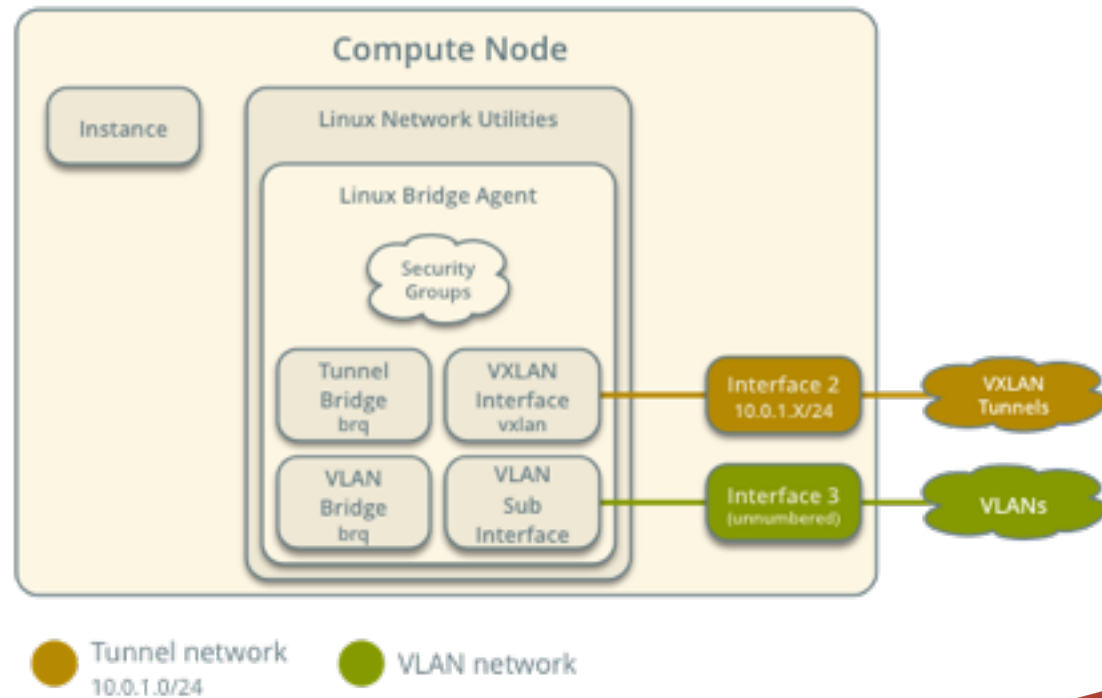 Compute Node
Instance
Linux Network Utilities
Linux Bridge Agent
Security
Groups
Tunnel
Bridge
brq
VXLAN
Interface
vxlan
Interface 2
10.0.1.X/24
VXLAN
Tunnels
VLAN
Bridge
brq
VLAN
Sub
Interface
Interface 3
(unnumbered)
VLANs
Tunnel network
10.0.1.0/24
VLAN network